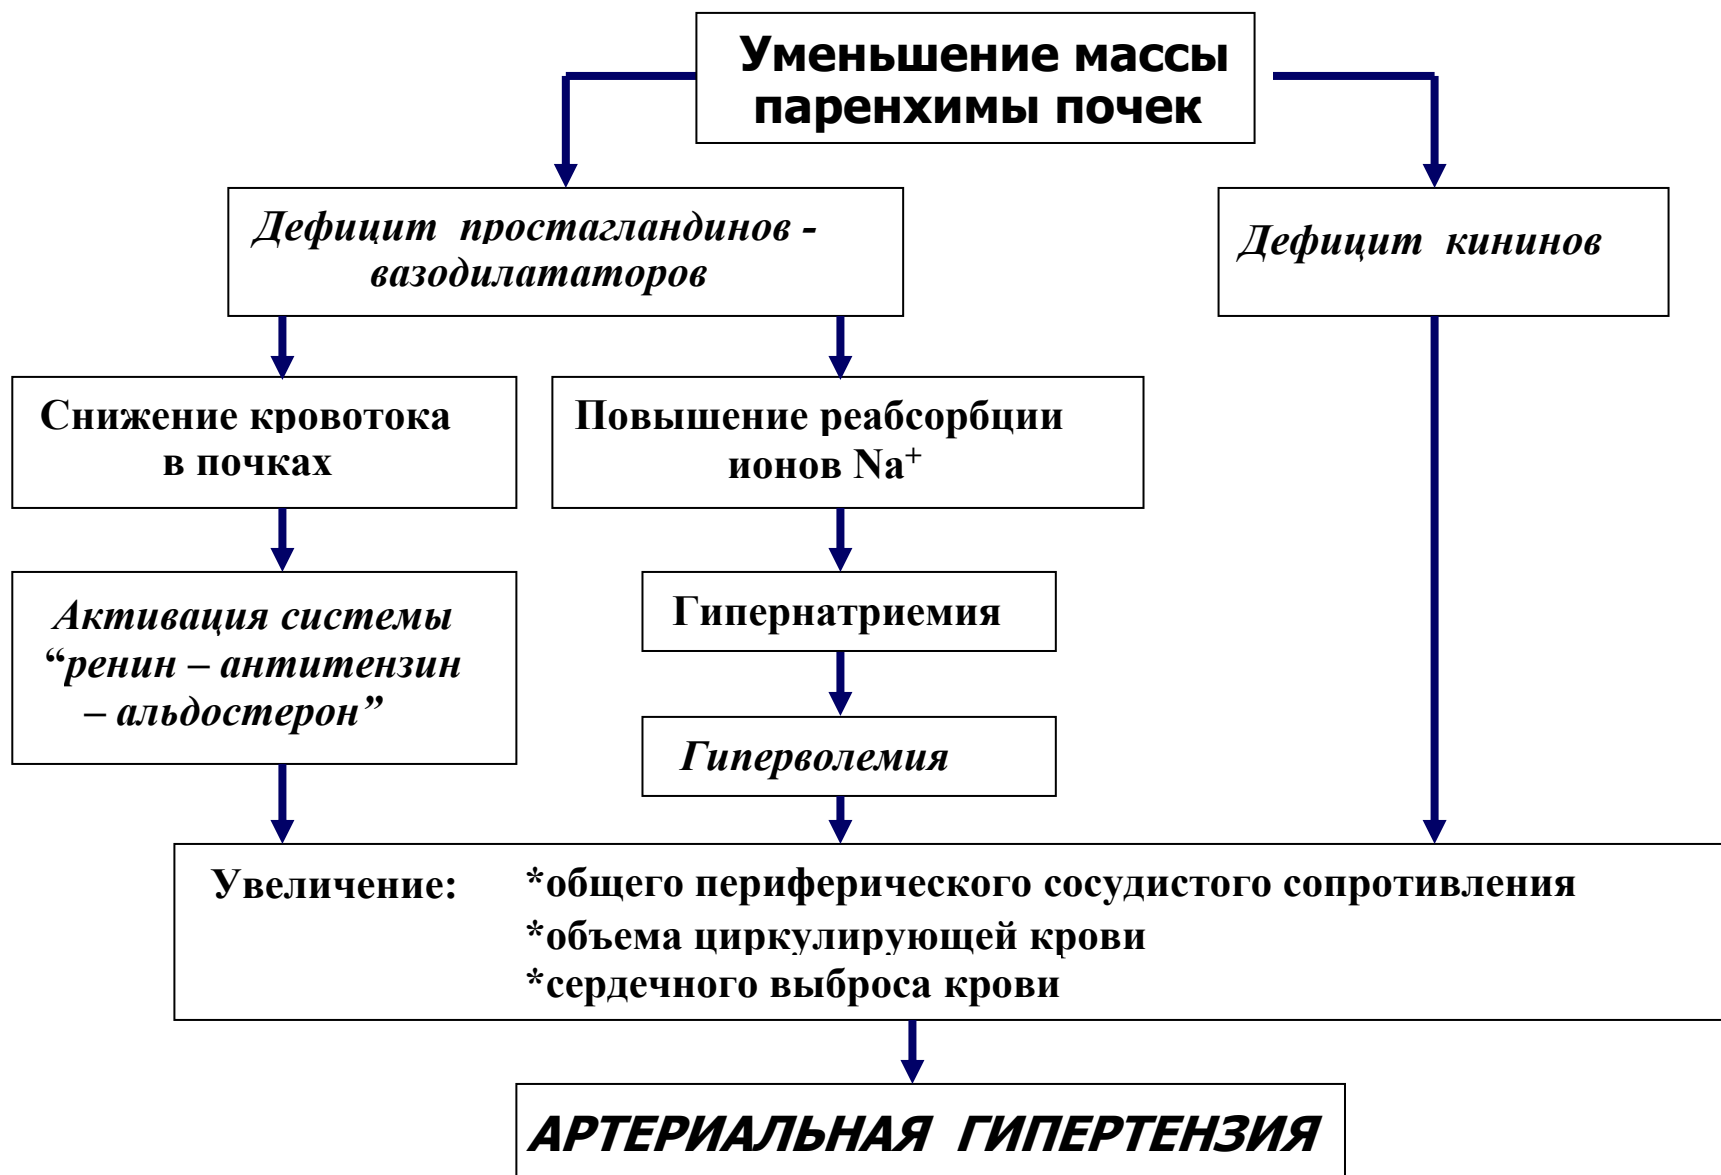 Уменьшение массы
паренхимы почек
Дефицит простагландинов -
вазодилататоров
Дефицит кининов
Снижение кровотока
в почках
Повышение реабсорбции
ионов Na⁺
Активация системы
“ренин – антитензин
– альдостерон”
Гипернатриемия
Гиперволемия
Увеличение: *общего периферического сосудистого сопротивления
*объема циркулирующей крови
*сердечного выброса крови
АРТЕРИАЛЬНАЯ ГИПЕРТЕНЗИЯ